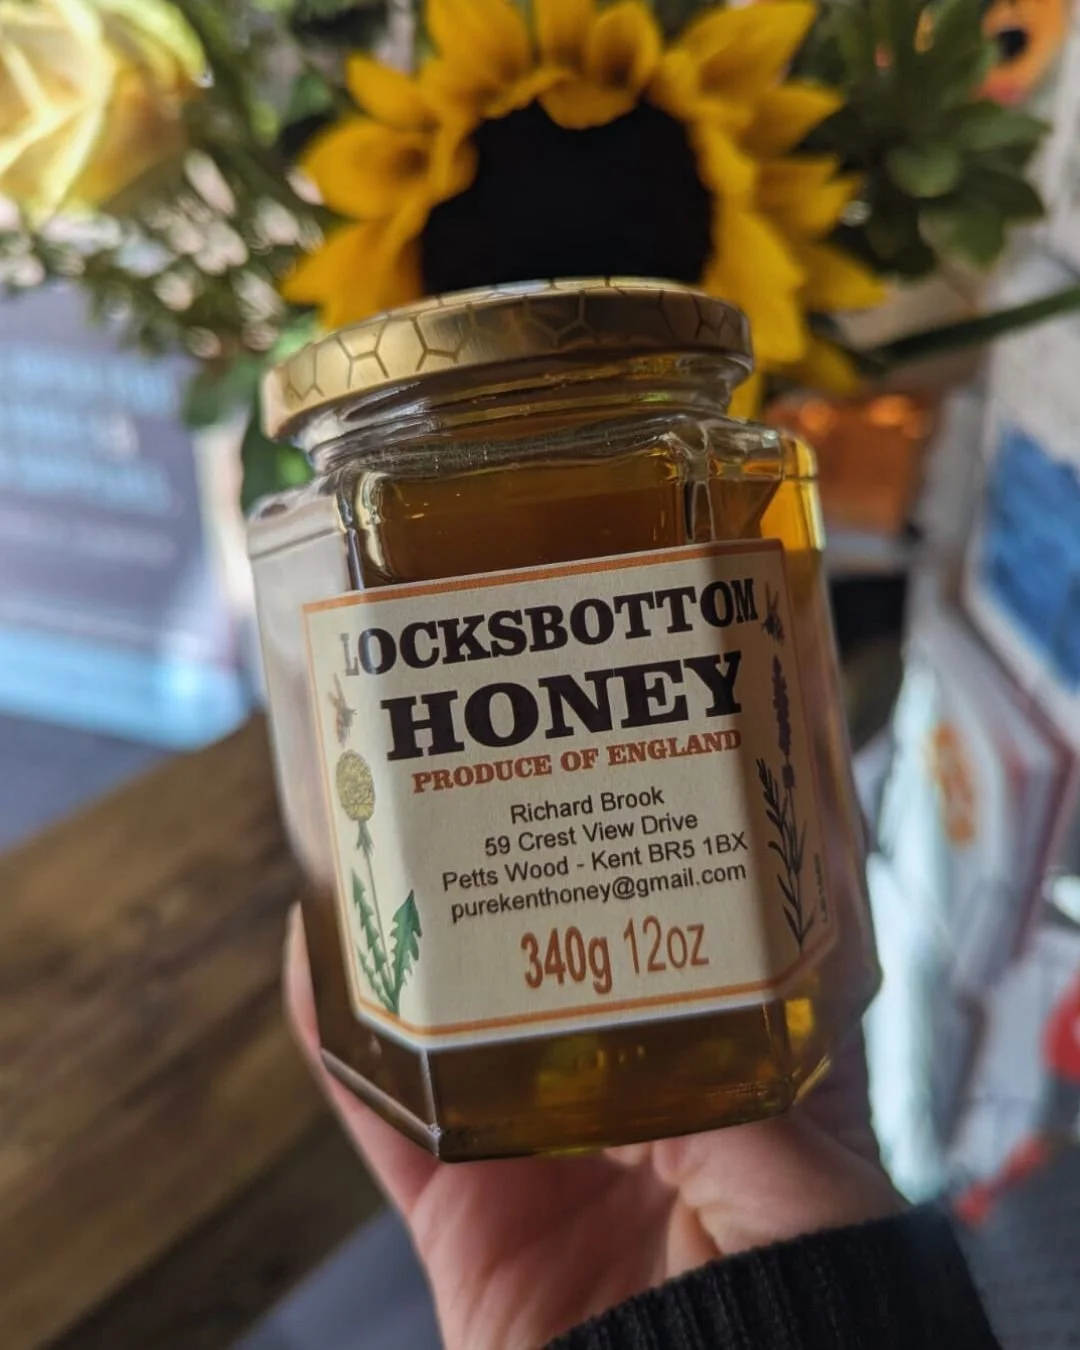 LOCKSBOTTOM
HONEY
PRODUCE OF ENGLAND
Richard Brook
59 Crest View Drive
Petts Wood - Kent BR5 1BX
purekenthoney@gmail.com
340g 12oz